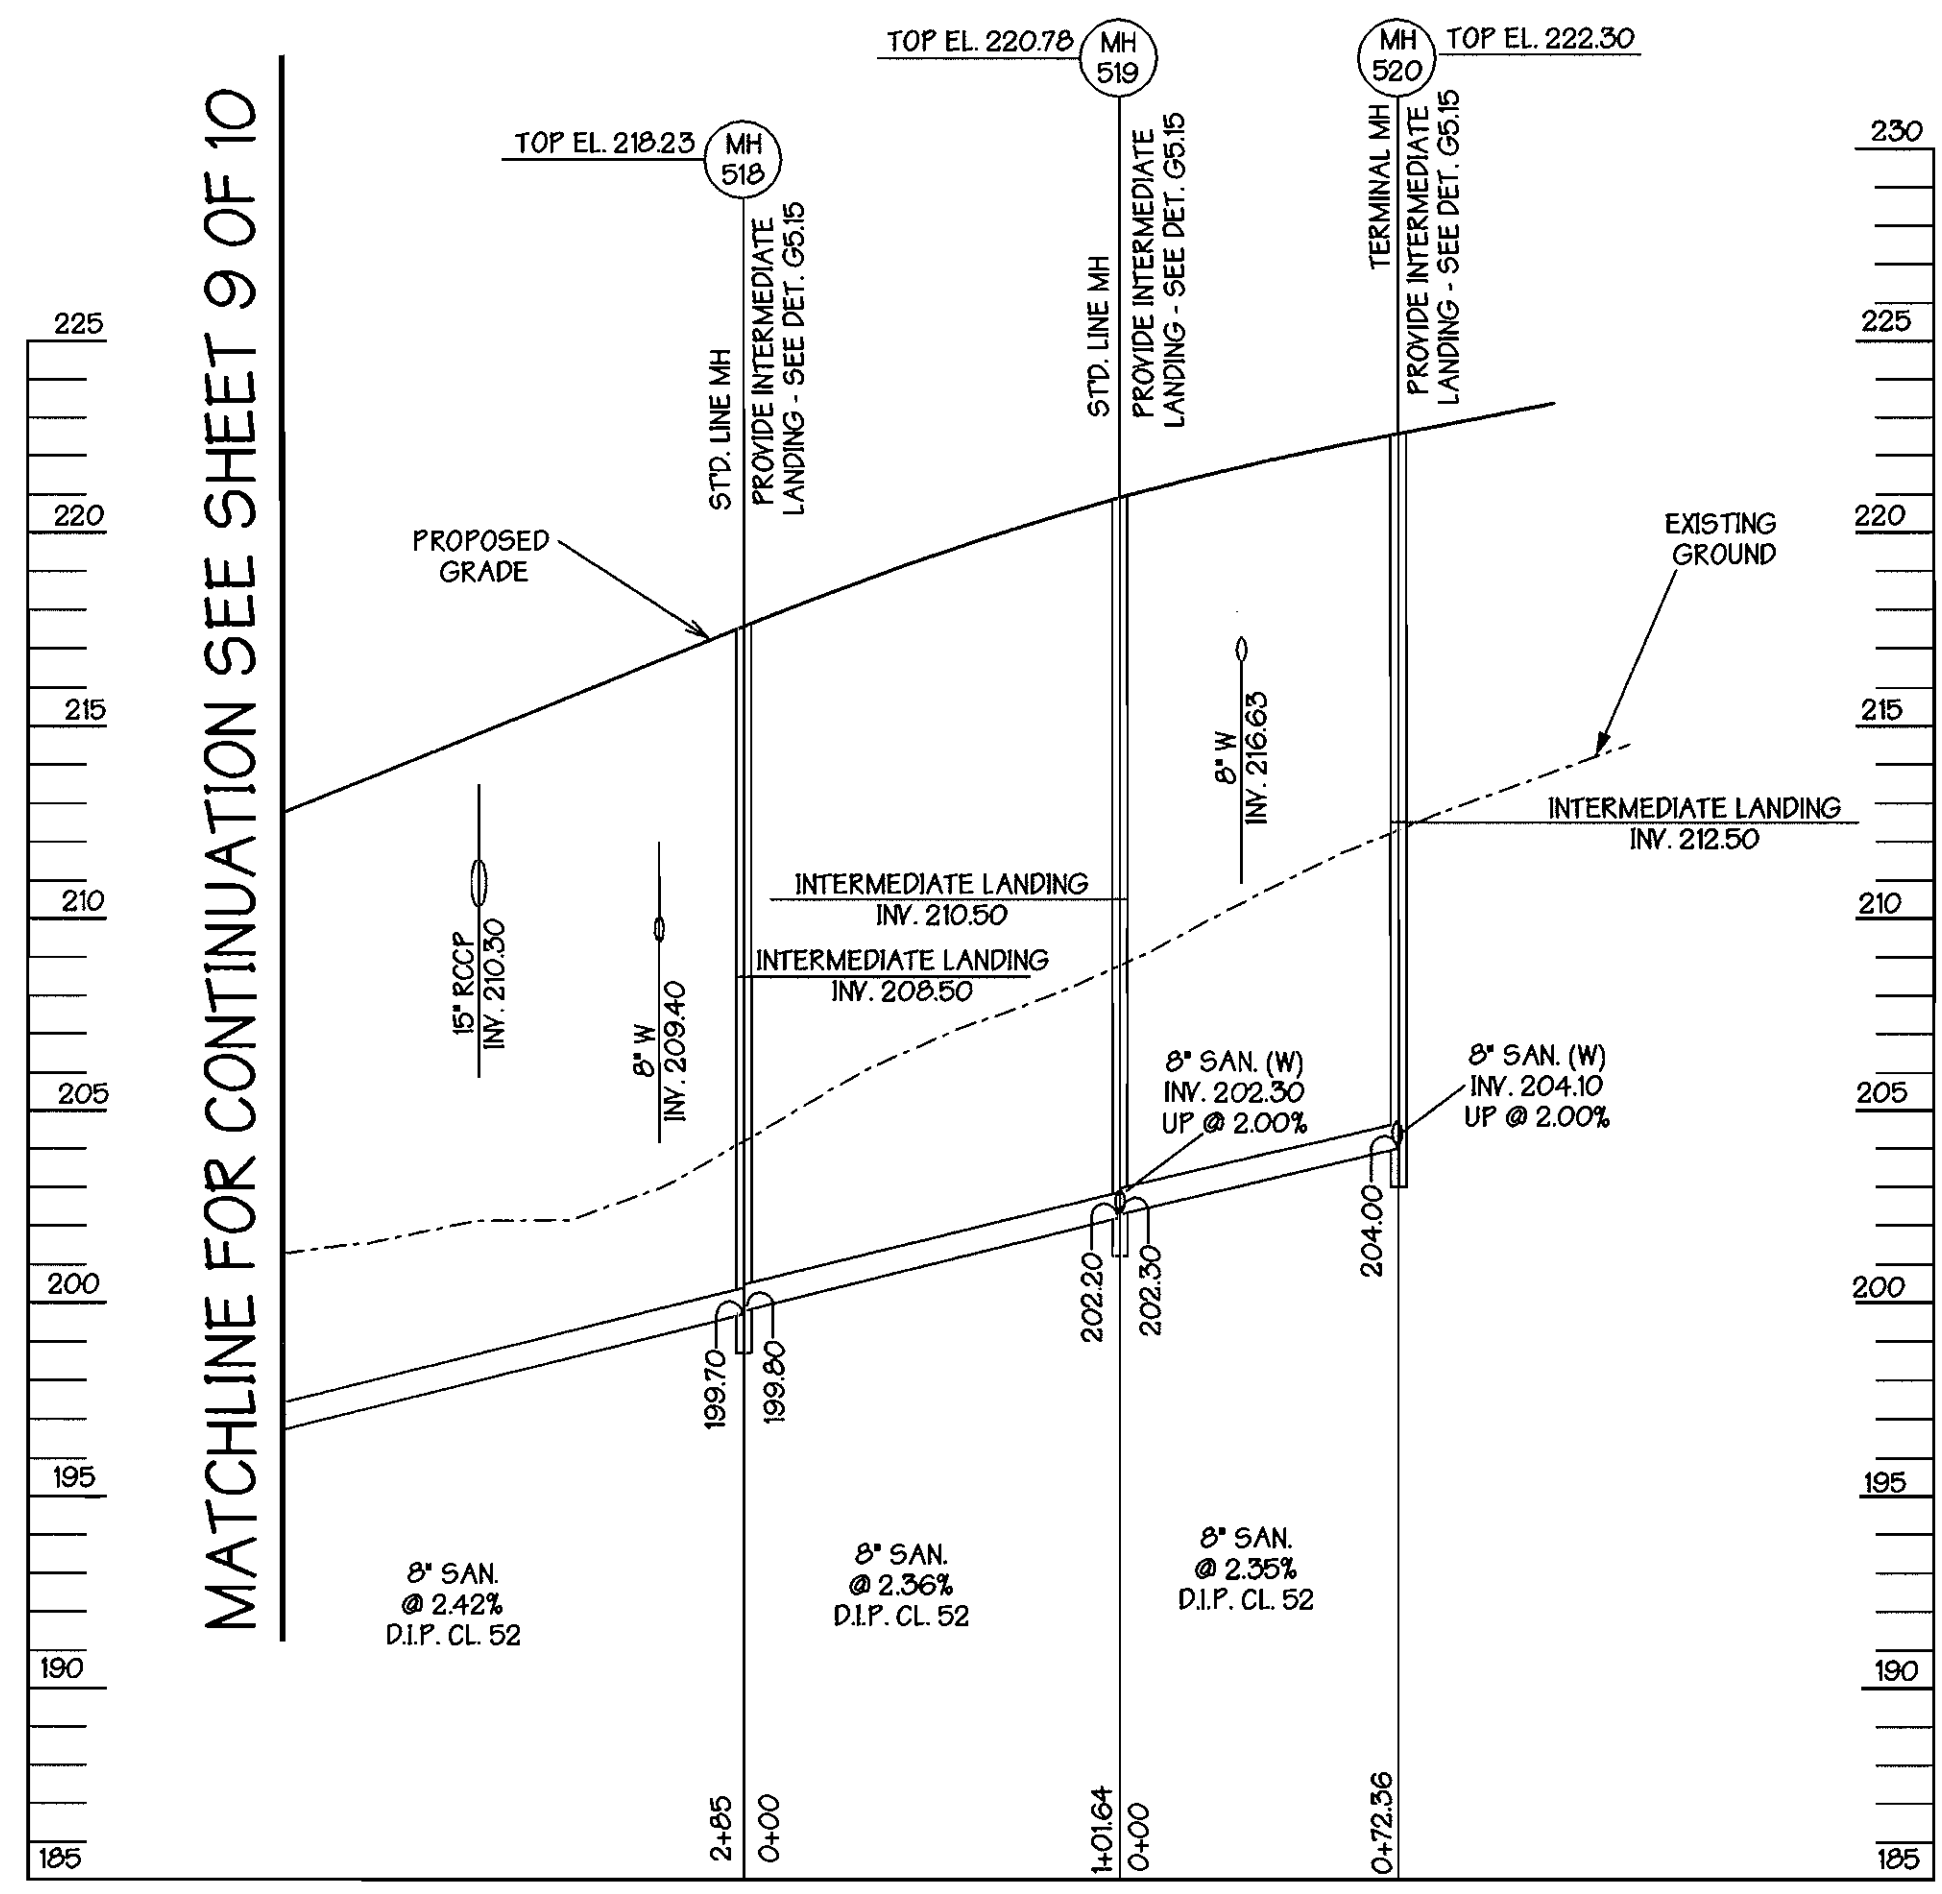 MATCHLINE FOR CONTINUATION SEE SHEET 9 OF 10
TOP EL. 218.23
MH
518
STD. LINE MH
PROVIDE INTERMEDIATE
LANDING - SEE DET. G5.15
TOP EL. 220.78
MH
519
STD. LINE MH
PROVIDE INTERMEDIATE
LANDING - SEE DET. G5.15
MH
520
TOP EL. 222.30
TERMINAL MH
PROVIDE INTERMEDIATE
LANDING - SEE DET. G5.15
225
220
215
210
205
200
195
190
185
230
225
220
215
210
205
200
195
190
185
PROPOSED
GRADE
EXISTING
GROUND
15" RCCP
INV. 210.30
8" W
INV. 209.40
8" W
INV. 216.63
INTERMEDIATE LANDING
INV. 210.50
INTERMEDIATE LANDING
INV. 208.50
INTERMEDIATE LANDING
INV. 212.50
8" SAN. (W)
INV. 202.30
UP @ 2.00%
8" SAN. (W)
INV. 204.10
UP @ 2.00%
199.70
199.80
202.20
202.30
204.00
8" SAN.
@ 2.42%
D.I.P. CL. 52
8" SAN.
@ 2.36%
D.I.P. CL. 52
8" SAN.
@ 2.35%
D.I.P. CL. 52
2+85
0+00
1+01.64
0+00
0+72.36